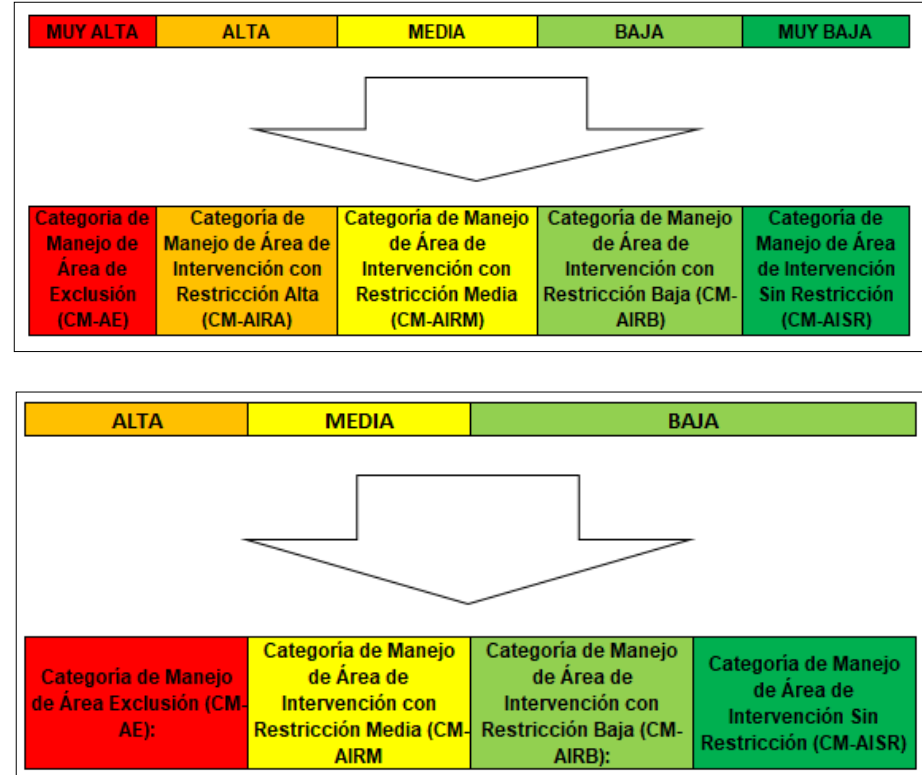 MUY ALTA ALTA MEDIA BAJA MUY BAJA
Categoría de
Manejo de
Área de
Exclusión
(CM-AE)
Categoría de
Manejo de Área de
Intervención con
Restricción Alta
(CM-AIRA)
Categoría de Manejo
de Área de
Intervención con
Restricción Media
(CM-AIRM)
Categoría de Manejo
de Área de
Intervención con
Restricción Baja (CM-
AIRB)
Categoría de
Manejo de Área
de Intervención
Sin Restricción
(CM-AISR)
ALTA MEDIA BAJA
Categoría de Manejo
de Área Exclusión (CM-
AE):
Categoría de Manejo
de Área de
Intervención con
Restricción Media (CM-
AIRM
Categoría de Manejo
de Área de
Intervención con
Restricción Baja (CM-
AIRB):
Categoría de Manejo
de Área de
Intervención Sin
Restricción (CM-AISR)